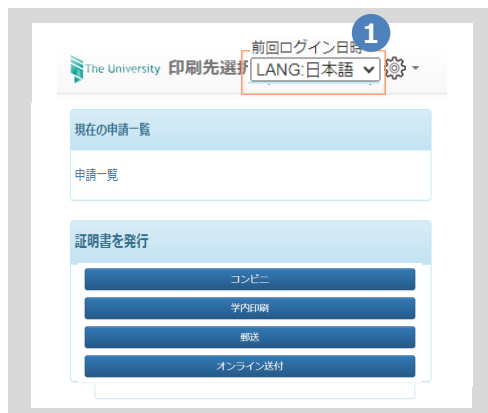 1
前回ログイン日時
The University 印刷先選択 LANG:日本語
現在の申請一覧
申請一覧
証明書を発行
コンビニ
学内印刷
郵送
オンライン送付